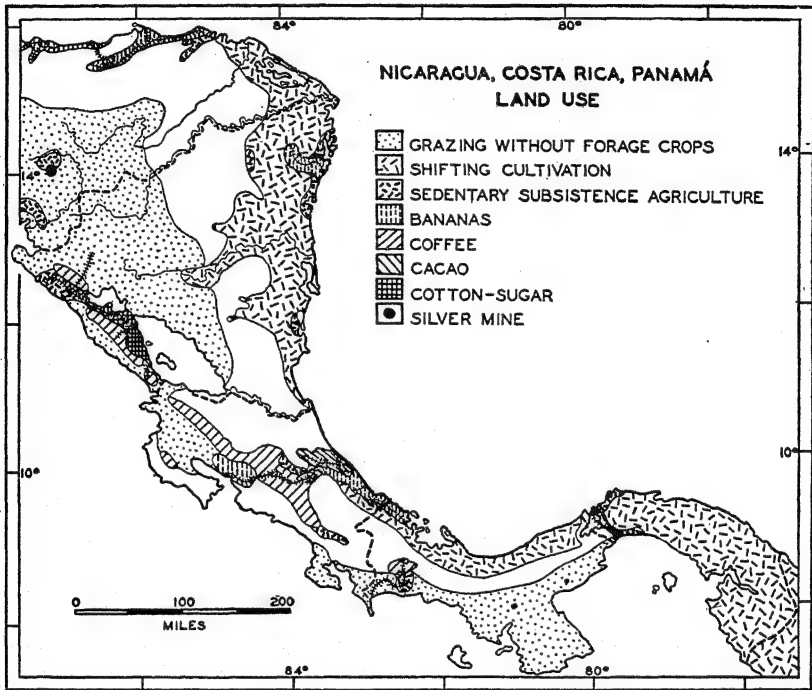 84°
80°
NICARAGUA, COSTA RICA, PANAMÁ
LAND USE
GRAZING WITHOUT FORAGE CROPS
SHIFTING CULTIVATION
SEDENTARY SUBSISTENCE AGRICULTURE
BANANAS
COFFEE
CACAO
COTTON-SUGAR
SILVER MINE
14°
14°
10°
10°
0 100 200
MILES
84°
80°